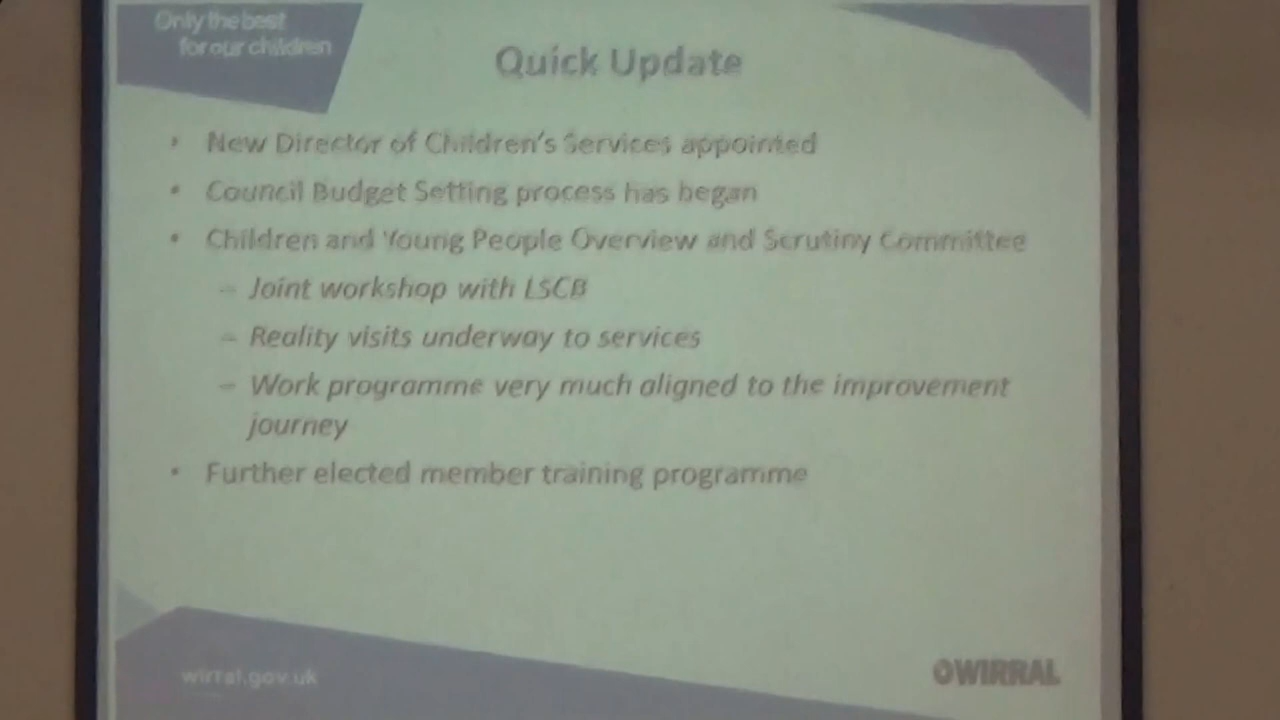 Only the best
for our children
Quick Update
• New Director of Children's Services appointed
• Council Budget Setting process has began
• Children and Young People Overview and Scrutiny Committee
– Joint workshop with LSCB
– Reality visits underway to services
– Work programme very much aligned to the improvement
journey
• Further elected member training programme
wirral.gov.uk
WIRRAL